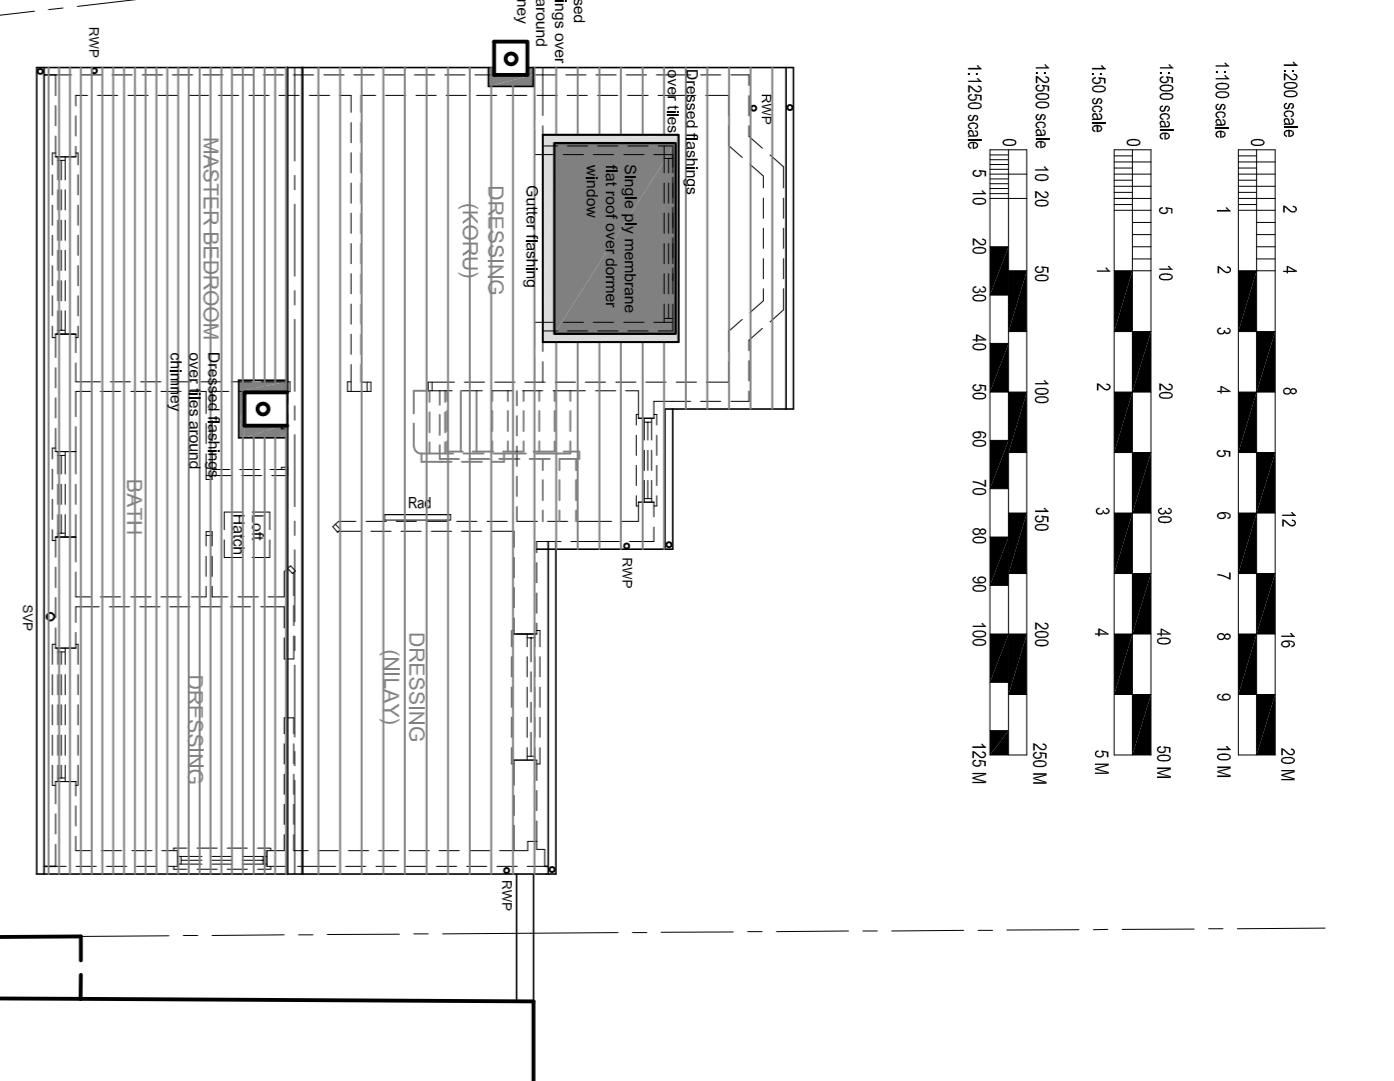 sed
ings over
around
ney
RWP
RWP
Dressed flashings
over tiles
SIngle ply membrane
flat roof over dormer
window
Gutter flashing
DRESSING
(KORU)
MASTER BEDROOM
Dressed flashings
over tiles around
chimney
BATH
Loft
Hatch
Rad
RWP
SVP
DRESSING
(NILAY)
DRESSING
RWP
1:200 scale
0
2
4
8
12
16
20 M
1:100 scale
1
2
3
4
5
6
7
8
9
10 M
1:500 scale
0
5
10
20
30
40
50 M
1:50 scale
1
2
3
4
5 M
1:2500 scale
0
10
20
50
100
150
200
250 M
1:1250 scale
5
10
20
30
40
50
60
70
80
90
100
125 M